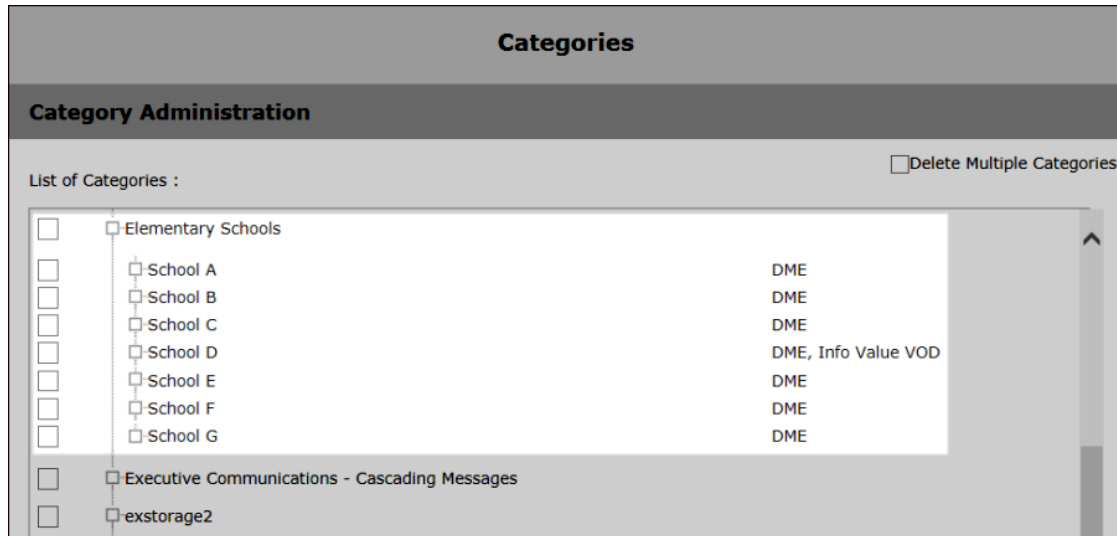 Categories
Category Administration
Delete Multiple Categories
List of Categories :
Elementary Schools
School A DME
School B DME
School C DME
School D DME, Info Value VOD
School E DME
School F DME
School G DME
Executive Communications - Cascading Messages
exstorage2